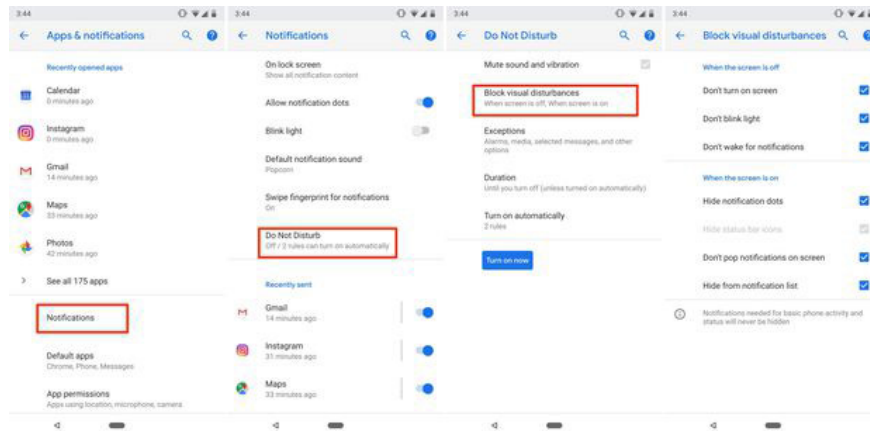 3:44
Apps & notifications
Recently opened apps
Calendar
0 minutes ago
Instagram
0 minutes ago
Gmail
14 minutes ago
Maps
33 minutes ago
Photos
42 minutes ago
See all 175 apps
Notifications
Default apps
Chrome, Phone, Messages
App permissions
Apps using location, microphone, camera
3:44
Notifications
On lock screen
Show all notification content
Allow notification dots
Blink light
Default notification sound
Popcorn
Swipe fingerprint for notifications
On
Do Not Disturb
Off / 2 rules can turn on automatically
Recently sent
Gmail
14 minutes ago
Instagram
31 minutes ago
Maps
33 minutes ago
3:44
Do Not Disturb
Mute sound and vibration
Block visual disturbances
When screen is off, When screen is on
Exceptions
Alarms, media, selected messages, and other
options
Duration
Until you turn off (unless turned on automatically)
Turn on automatically
2 rules
Turn on now
3:44
Block visual disturbances
When the screen is off
Don't turn on screen
Don't blink light
Don't wake for notifications
When the screen is on
Hide notification dots
Hide status bar icons
Don't pop notifications on screen
Hide from notification list
Notifications needed for basic phone activity and
status will never be hidden